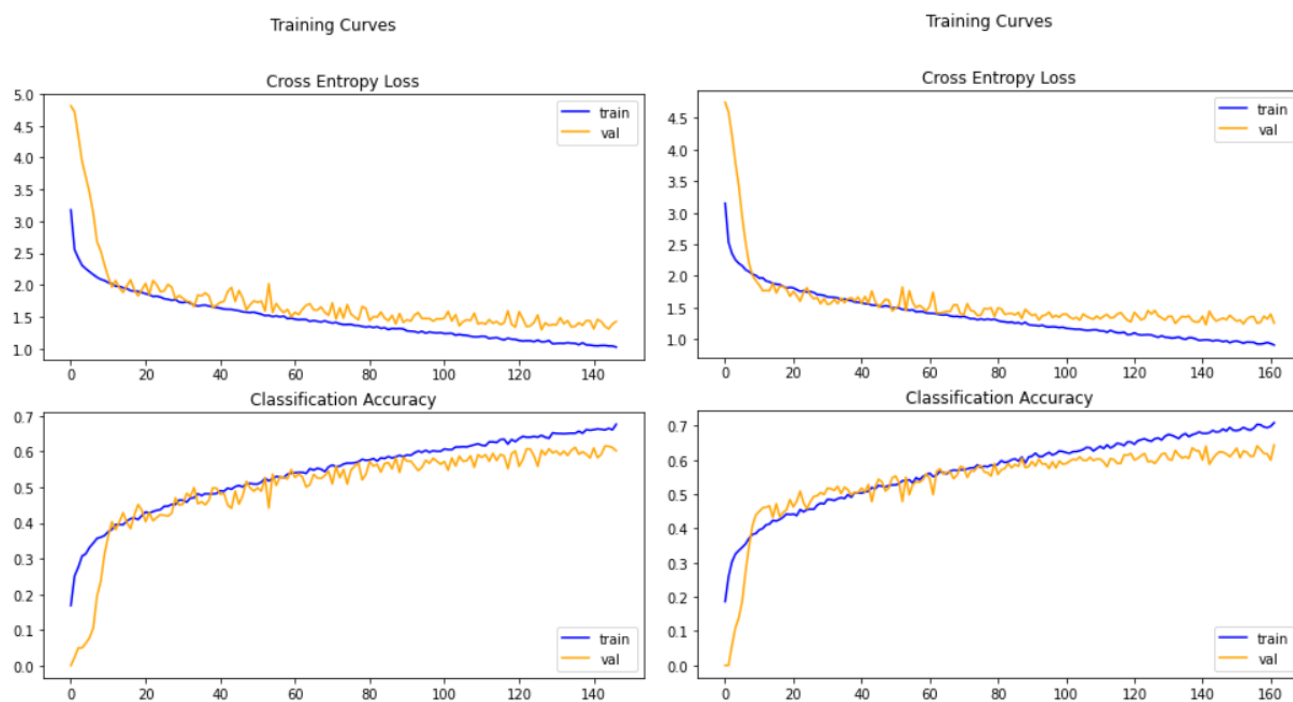 Training Curves
Cross Entropy Loss
5.0
4.5
4.0
3.5
3.0
2.5
2.0
1.5
1.0
train
val
0 20 40 60 80 100 120 140
Classification Accuracy
0.7
0.6
0.5
0.4
0.3
0.2
0.1
0.0
train
val
0 20 40 60 80 100 120 140
Training Curves
Cross Entropy Loss
4.5
4.0
3.5
3.0
2.5
2.0
1.5
1.0
train
val
0 20 40 60 80 100 120 140 160
Classification Accuracy
0.7
0.6
0.5
0.4
0.3
0.2
0.1
0.0
train
val
0 20 40 60 80 100 120 140 160